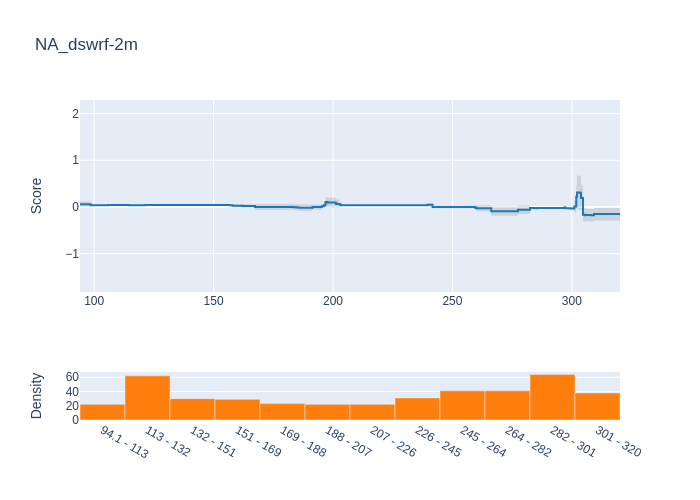 NA_dswrf-2m
Score
2
1
0
−1
100
150
200
250
300
Density
60
40
20
0
94.1 - 113
113 - 132
132 - 151
151 - 169
169 - 188
188 - 207
207 - 226
226 - 245
245 - 264
264 - 282
282 - 301
301 - 320